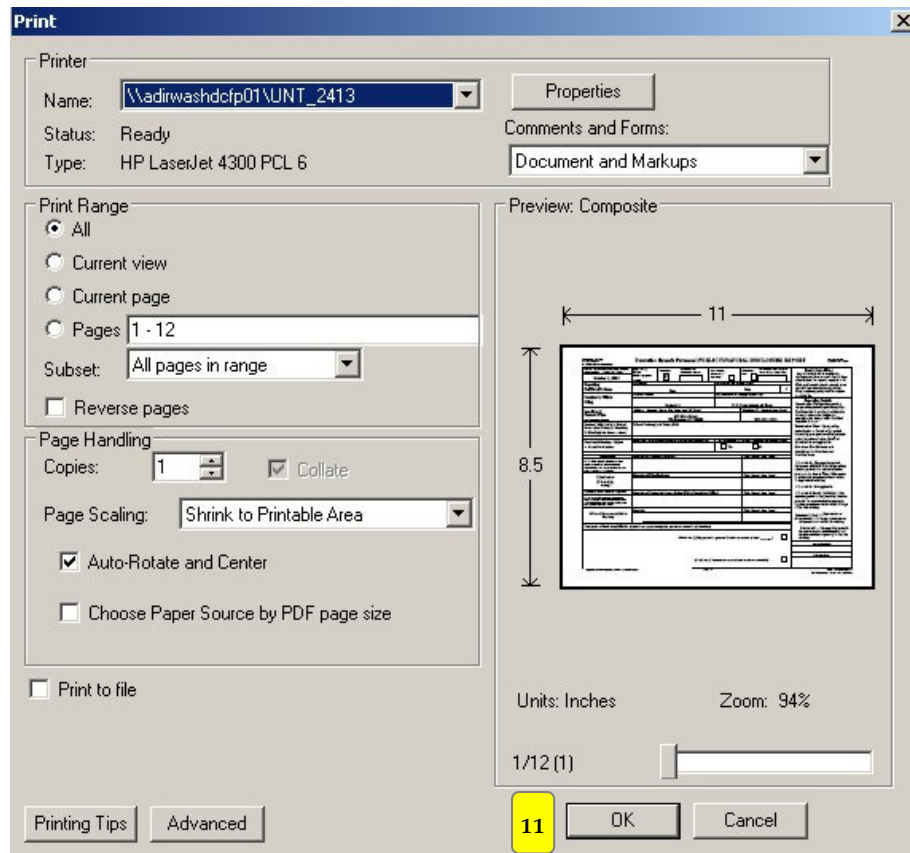 Print
Printer
Name: \\adirwashdcfp01\UNT_2413
Properties
Status: Ready
Comments and Forms:
Type: HP LaserJet 4300 PCL 6
Document and Markups
Print Range
All
Current view
Current page
Pages 1 - 12
Subset: All pages in range
Reverse pages
Page Handling
Copies: 1 Collate
Page Scaling: Shrink to Printable Area
Auto-Rotate and Center
Choose Paper Source by PDF page size
Print to file
Preview: Composite
11
8.5
Units: Inches Zoom: 94%
1/12 (1)
Printing Tips Advanced 11 OK Cancel